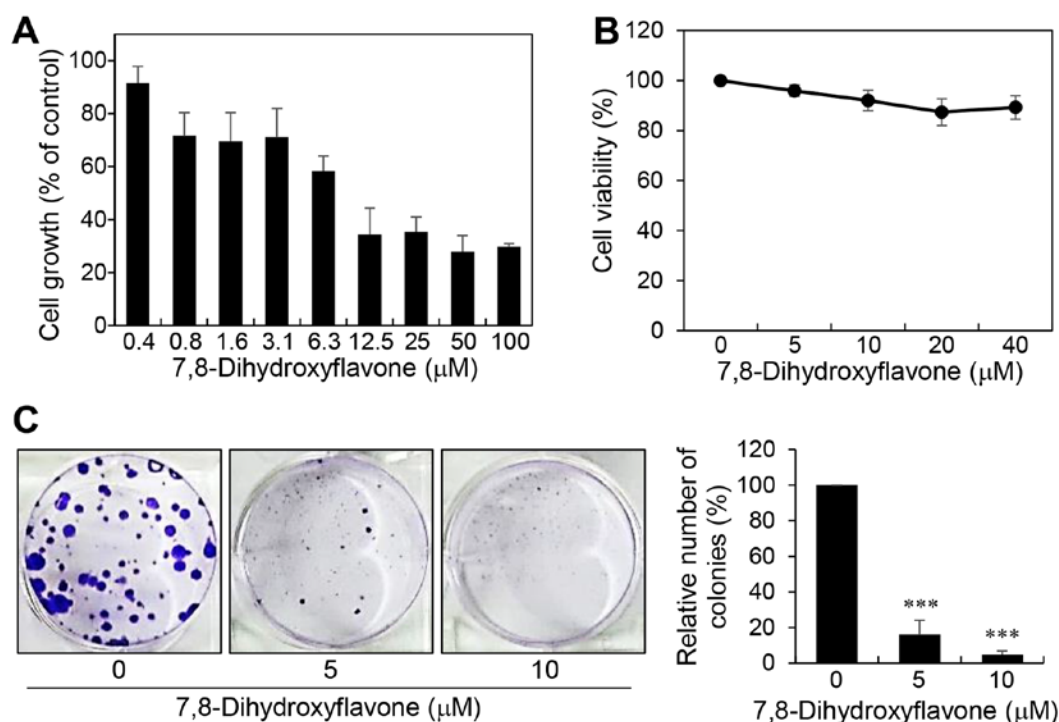 A
Cell growth (% of control)
100
80
60
40
20
0
0.4 0.8 1.6 3.1 6.3 12.5 25 50 100
7,8-Dihydroxyflavone (μM)
B
Cell viability (%)
120
100
80
60
40
20
0
0 5 10 20 40
7,8-Dihydroxyflavone (μM)
C
0 5 10
7,8-Dihydroxyflavone (μM)
Relative number of
colonies (%)
120
100
80
60
40
20
0
***
***
0 5 10
7,8-Dihydroxyflavone (μM)